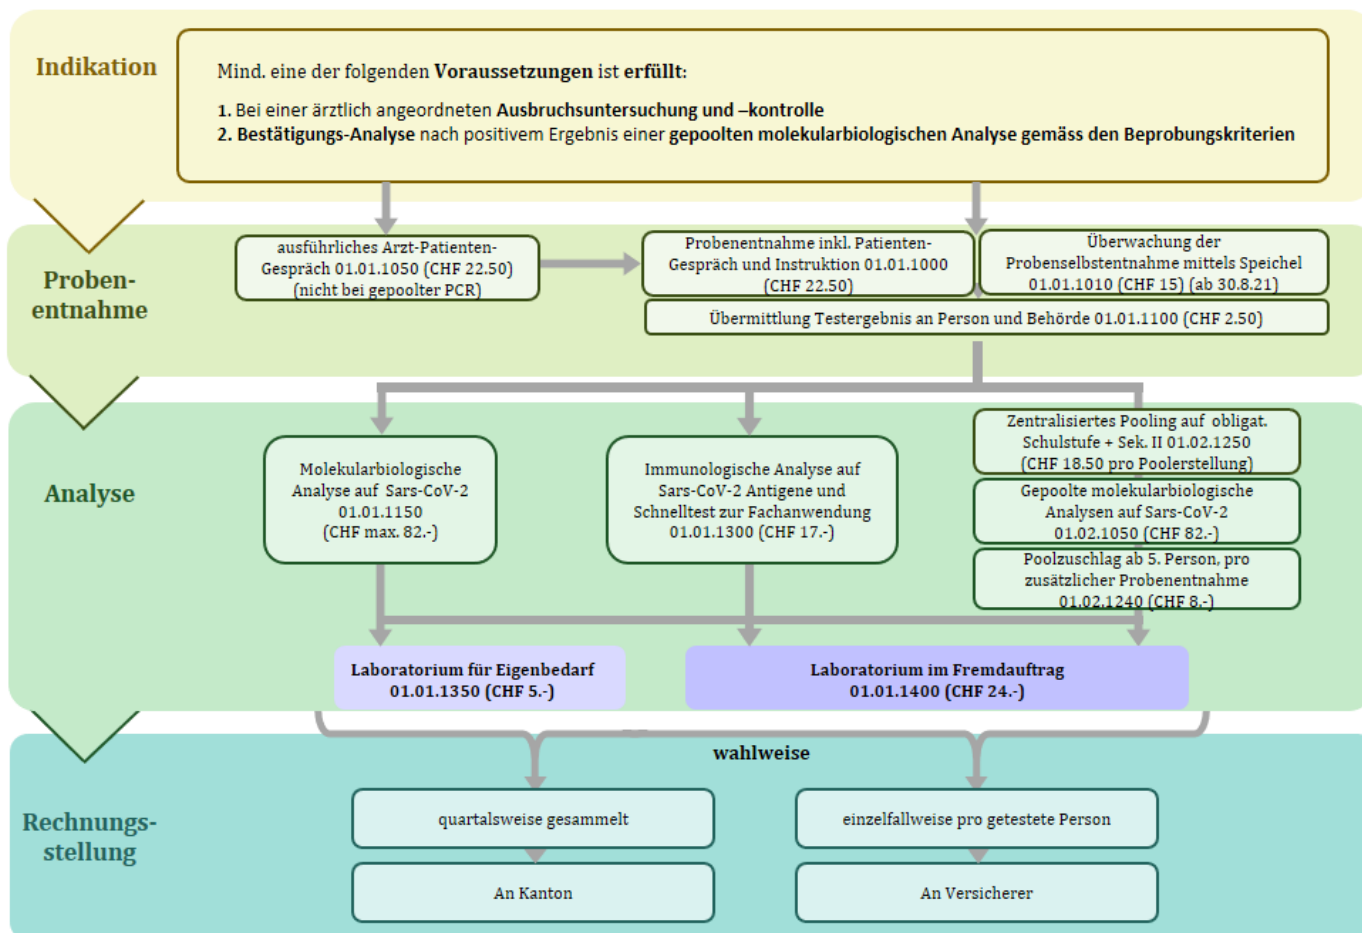 Indikation
Mind. eine der folgenden Voraussetzungen ist erfüllt:
1. Bei einer ärztlich angeordneten Ausbruchsuntersuchung und –kontrolle
2. Bestätigungs-Analyse nach positivem Ergebnis einer gepoolten molekularbiologischen Analyse gemäss den Beprobungskriterien
Proben-
entnahme
ausführliches Arzt-Patienten-
Gespräch 01.01.1050 (CHF 22.50)
(nicht bei gepoolter PCR)
Probenentnahme inkl. Patienten-
Gespräch und Instruktion 01.01.1000
(CHF 22.50)
Überwachung der
Probenselbstentnahme mittels Speichel
01.01.1010 (CHF 15) (ab 30.8.21)
Übermittlung Testergebnis an Person und Behörde 01.01.1100 (CHF 2.50)
Analyse
Molekularbiologische
Analyse auf Sars-CoV-2
01.01.1150
(CHF max. 82.-)
Immunologische Analyse auf
Sars-CoV-2 Antigene und
Schnelltest zur Fachanwendung
01.01.1300 (CHF 17.-)
Zentralisiertes Pooling auf obligat.
Schulstufe + Sek. II 01.02.1250
(CHF 18.50 pro Poolerstellung)
Gepoolte molekularbiologische
Analysen auf Sars-CoV-2
01.02.1050 (CHF 82.-)
Poolzuschlag ab 5. Person, pro
zusätzlicher Probenentnahme
01.02.1240 (CHF 8.-)
Laboratorium für Eigenbedarf
01.01.1350 (CHF 5.-)
Laboratorium im Fremdauftrag
01.01.1400 (CHF 24.-)
Rechnungs-
stellung
wahlweise
quartalsweise gesammelt
einzelfallweise pro getestete Person
An Kanton
An Versicherer